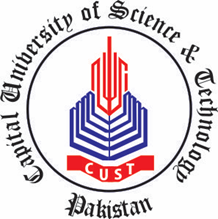 Capital University of Science & Technology
CUST
Pakistan